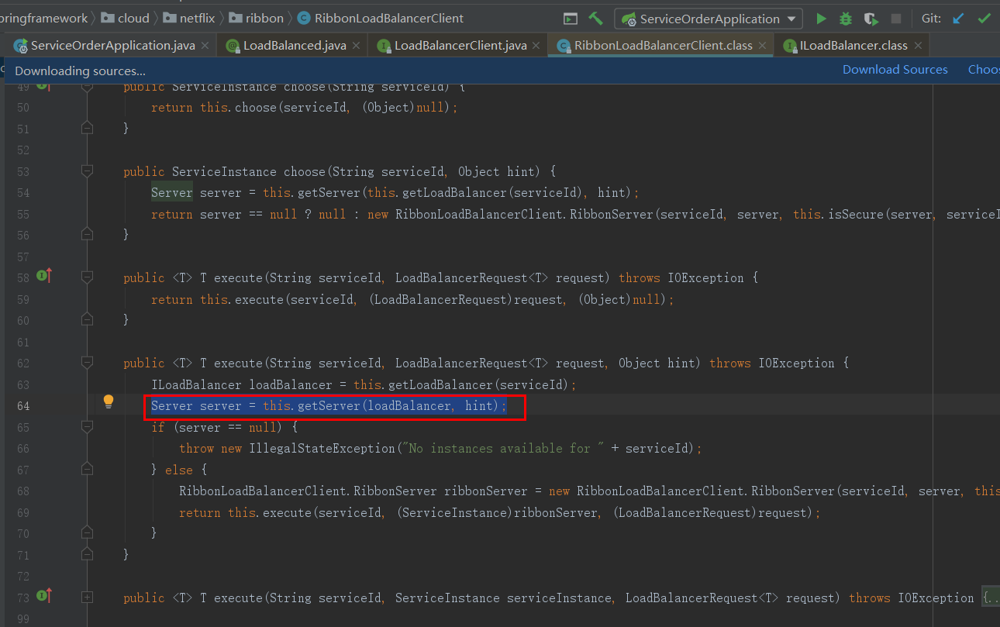 ringframework cloud netflix ribbon RibbonLoadBalancerClient ServiceOrderApplication Git:
ServiceOrderApplication.java LoadBalanced.java LoadBalancerClient.java RibbonLoadBalancerClient.class ILoadBalancer.class
Downloading sources... Download Sources Choos
49 public ServiceInstance choose(String serviceId) {
50 return this.choose(serviceId, (Object)null);
51 }
52
53 public ServiceInstance choose(String serviceId, Object hint) {
54 Server server = this.getServer(this.getLoadBalancer(serviceId), hint);
55 return server == null ? null : new RibbonLoadBalancerClient.RibbonServer(serviceId, server, this.isSecure(server, serviceI
56 }
57
58 public <T> T execute(String serviceId, LoadBalancerRequest<T> request) throws IOException {
59 return this.execute(serviceId, (LoadBalancerRequest)request, (Object)null);
60 }
61
62 public <T> T execute(String serviceId, LoadBalancerRequest<T> request, Object hint) throws IOException {
63 ILoadBalancer loadBalancer = this.getLoadBalancer(serviceId);
64 Server server = this.getServer(loadBalancer, hint);
65 if (server == null) {
66 throw new IllegalStateException("No instances available for " + serviceId);
67 } else {
68 RibbonLoadBalancerClient.RibbonServer ribbonServer = new RibbonLoadBalancerClient.RibbonServer(serviceId, server, this
69 return this.execute(serviceId, (ServiceInstance)ribbonServer, (LoadBalancerRequest)request);
70 }
71 }
72
73 public <T> T execute(String serviceId, ServiceInstance serviceInstance, LoadBalancerRequest<T> request) throws IOException {..
99